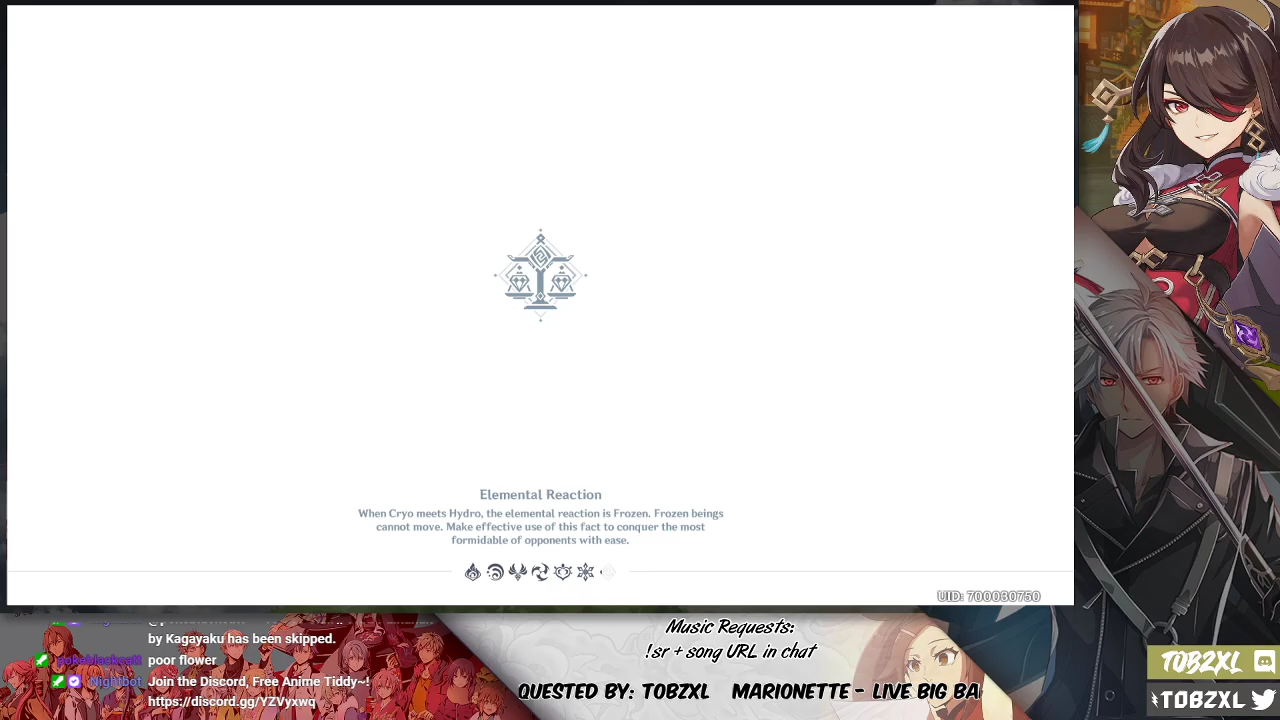 Elemental Reaction
When Cryo meets Hydro, the elemental reaction is Frozen. Frozen beings
cannot move. Make effective use of this fact to conquer the most
formidable of opponents with ease.
UID: 700030750
by Kagayaku has been skipped.
poor flower
Nightbot Join the Discord, Free Anime Tiddy~!
https://discord.gg/YZVyxwq
Music Requests:
!sr + song URL in chat
QUESTED BY: TOBZXL MARIONETTE - LIVE BIG BA
TOBZXL
TOBZXL